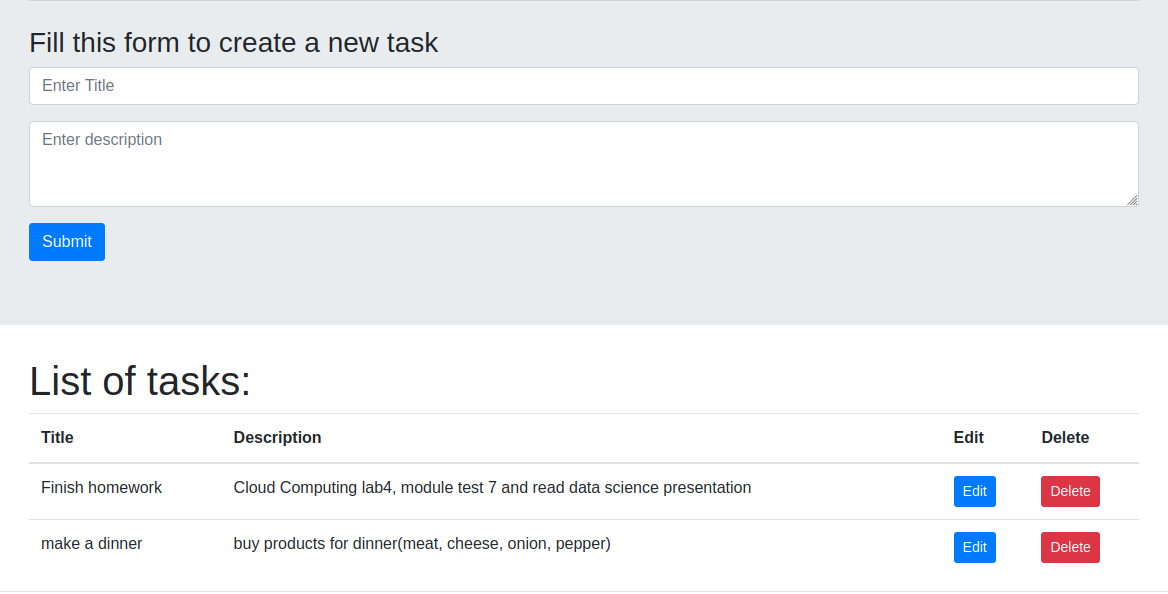 Fill this form to create a new task
Enter Title
Enter description
Submit
List of tasks:
Title Description Edit Delete
Finish homework Cloud Computing lab4, module test 7 and read data science presentation Edit Delete
make a dinner buy products for dinner(meat, cheese, onion, pepper) Edit Delete